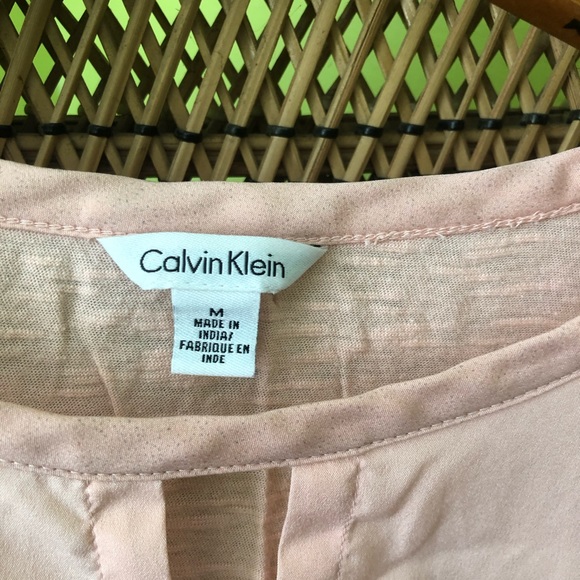 Calvin Klein
M
MADE IN
INDIA/
FABRIQUE EN
INDE